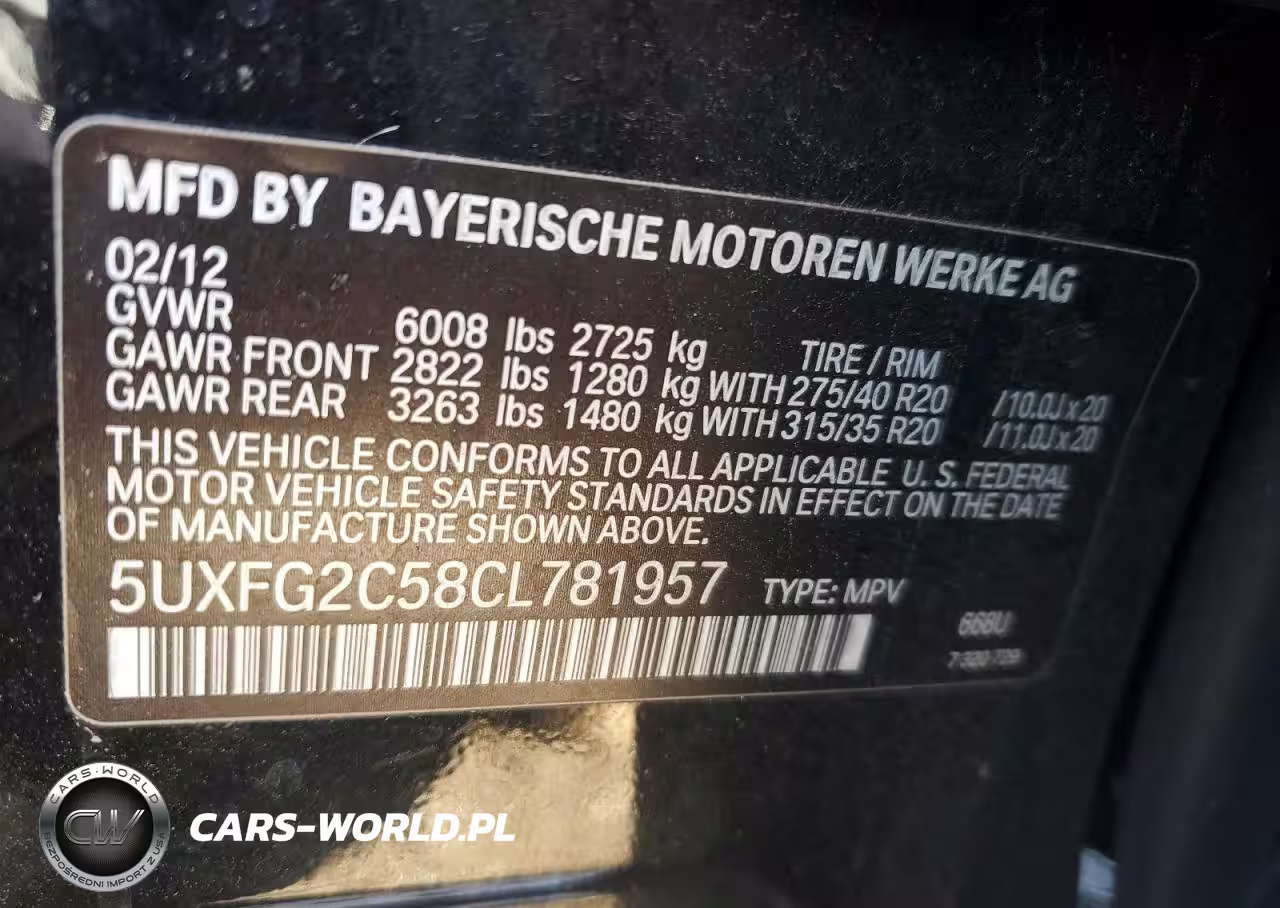 MFD BY BAYERISCHE MOTOREN WERKE AG
02/12
GVWR 6008 lbs 2725 kg TIRE / RIM
GAWR FRONT 2822 lbs 1280 kg WITH 275/40 R20 /10.0J x 20
GAWR REAR 3263 lbs 1480 kg WITH 315/35 R20 /11.0J x 20
THIS VEHICLE CONFORMS TO ALL APPLICABLE U. S. FEDERAL
MOTOR VEHICLE SAFETY STANDARDS IN EFFECT ON THE DATE
OF MANUFACTURE SHOWN ABOVE.
5UXFG2C58CL781957 TYPE: MPV
668U
CARS-WORLD
CW
BEZPOŚREDNI IMPORT Z USA
CARS-WORLD.PL